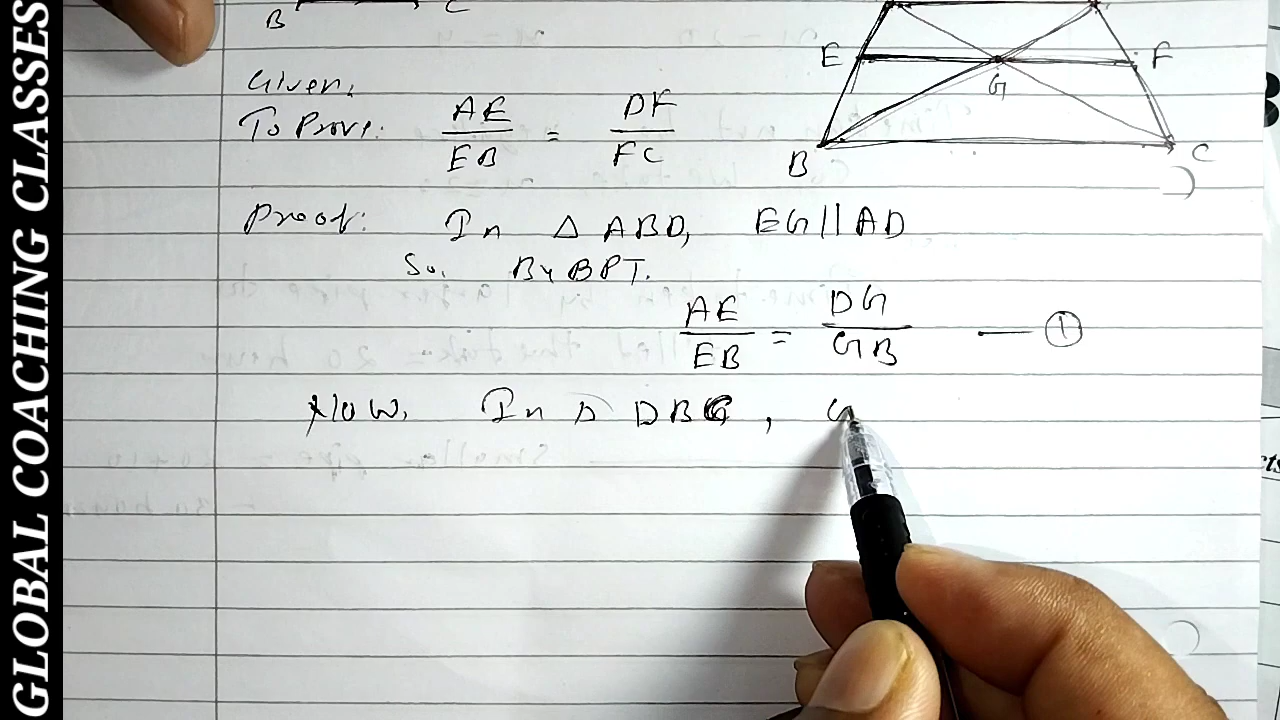 GLOBAL COACHING CLASSES
B C
E F
G
B C
Given,
To Prove: AE/EB = DF/FC
Proof: In Δ ABD, EG || AD
So, By BPT.
AE/EB = DG/GB — ①
Now, In Δ DBC, G